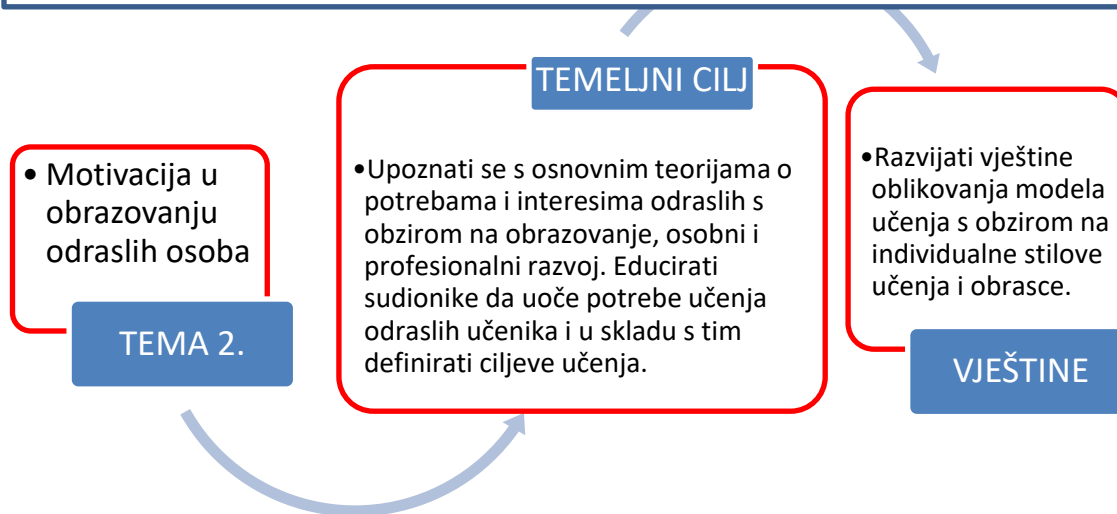 • Motivacija u
obrazovanju
odraslih osoba
TEMA 2.
TEMELJNI CILJ
•Upoznati se s osnovnim teorijama o
potrebama i interesima odraslih s
obzirom na obrazovanje, osobni i
profesionalni razvoj. Educirati
sudionike da uoče potrebe učenja
odraslih učenika i u skladu s tim
definirati ciljeve učenja.
•Razvijati vještine
oblikovanja modela
učenja s obzirom na
individualne stilove
učenja i obrasce.
VJEŠTINE